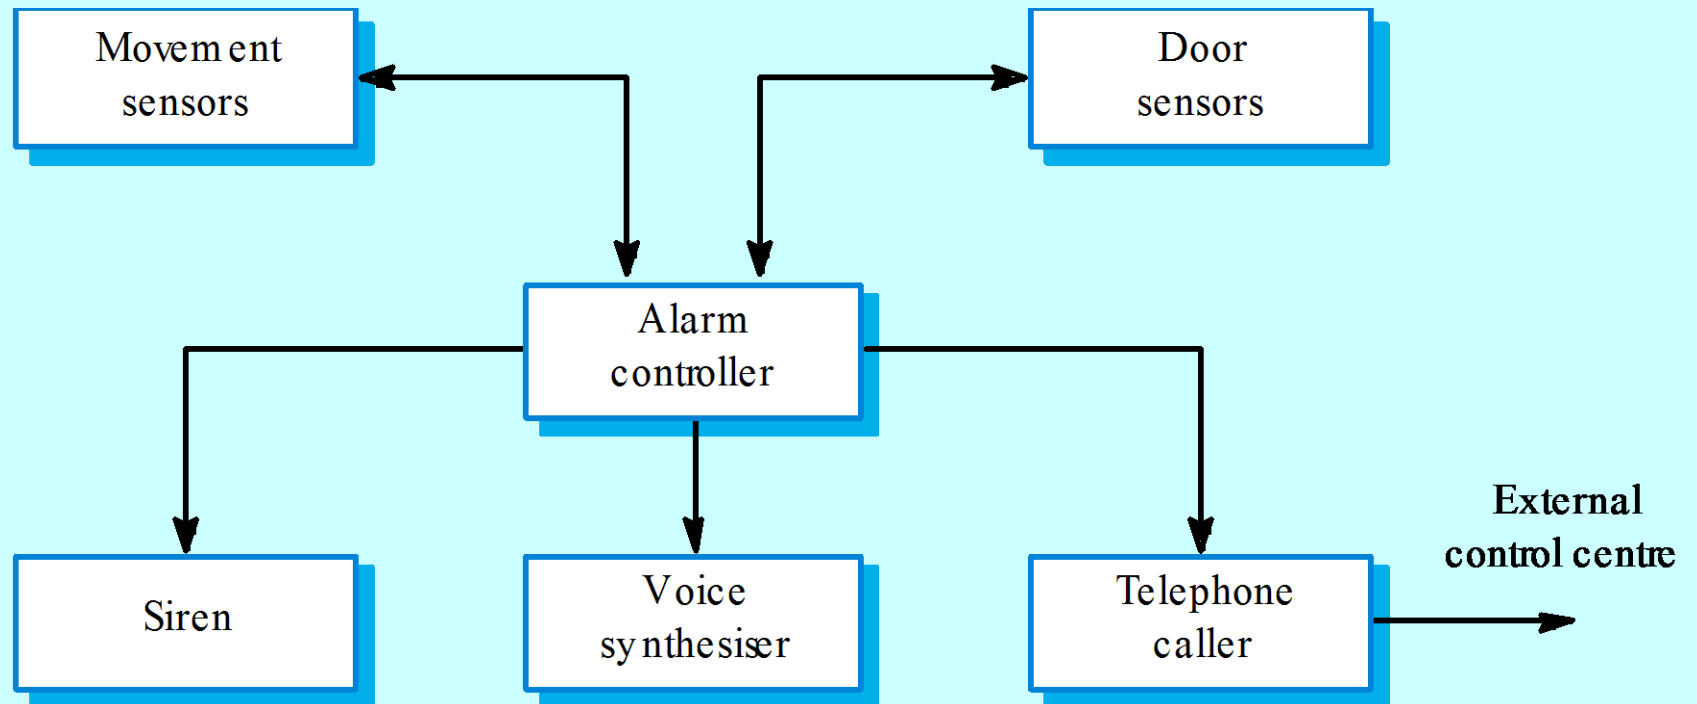 Movement
sensors
Door
sensors
Alarm
controller
External
control centre
Siren
Voice
synthesiser
Telephone
caller